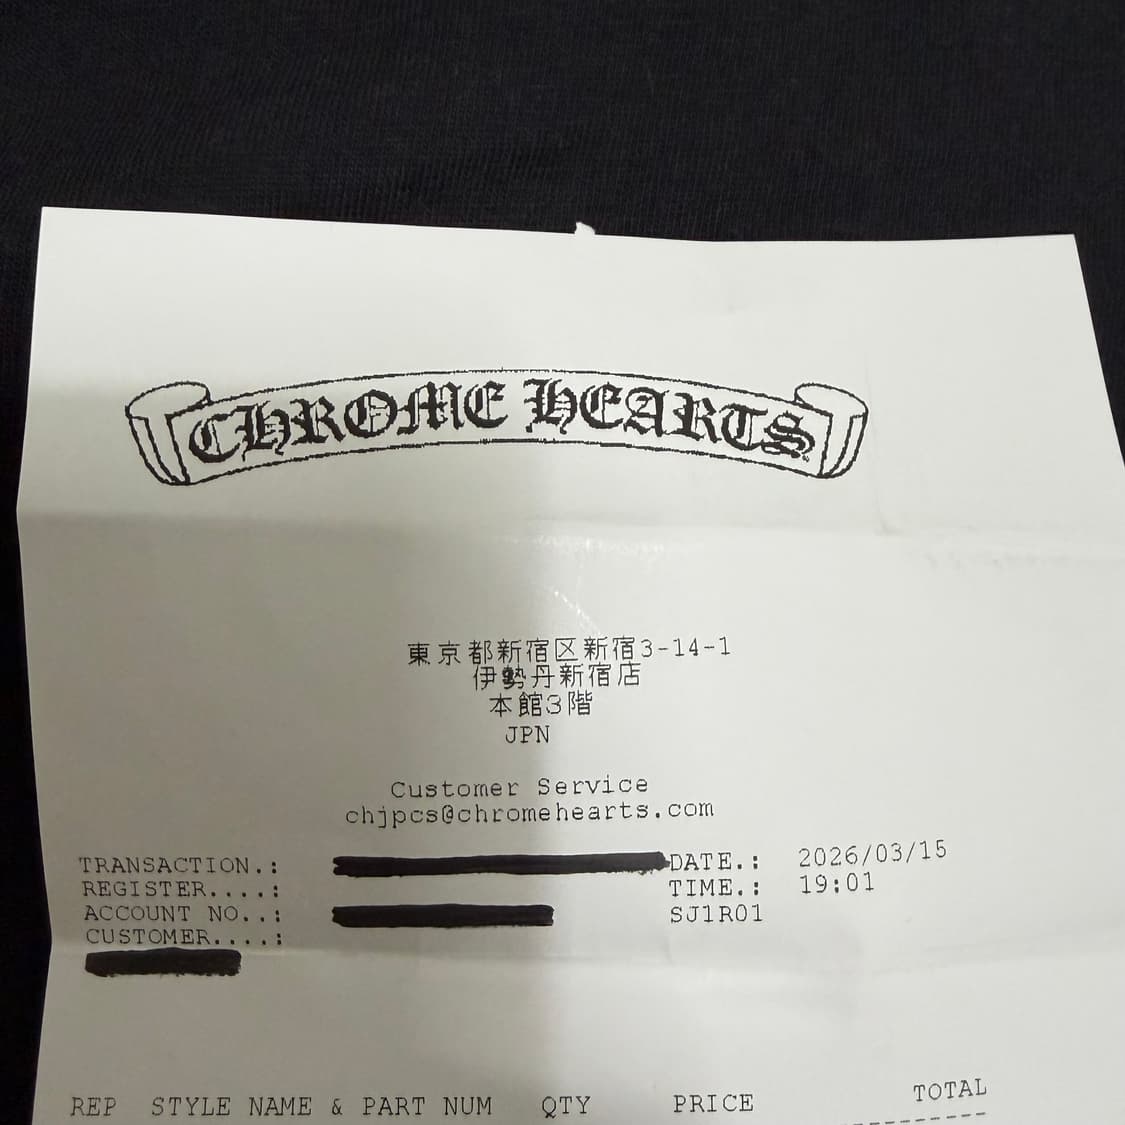 CHROME HEARTS
東京都新宿区新宿3-14-1
伊勢丹新宿店
本館3階
JPN
Customer Service
chjpcs@chromehearts.com
TRANSACTION.: DATE.: 2026/03/15
REGISTER....: TIME.: 19:01
ACCOUNT NO..: SJ1R01
CUSTOMER....:
REP STYLE NAME & PART NUM QTY PRICE TOTAL